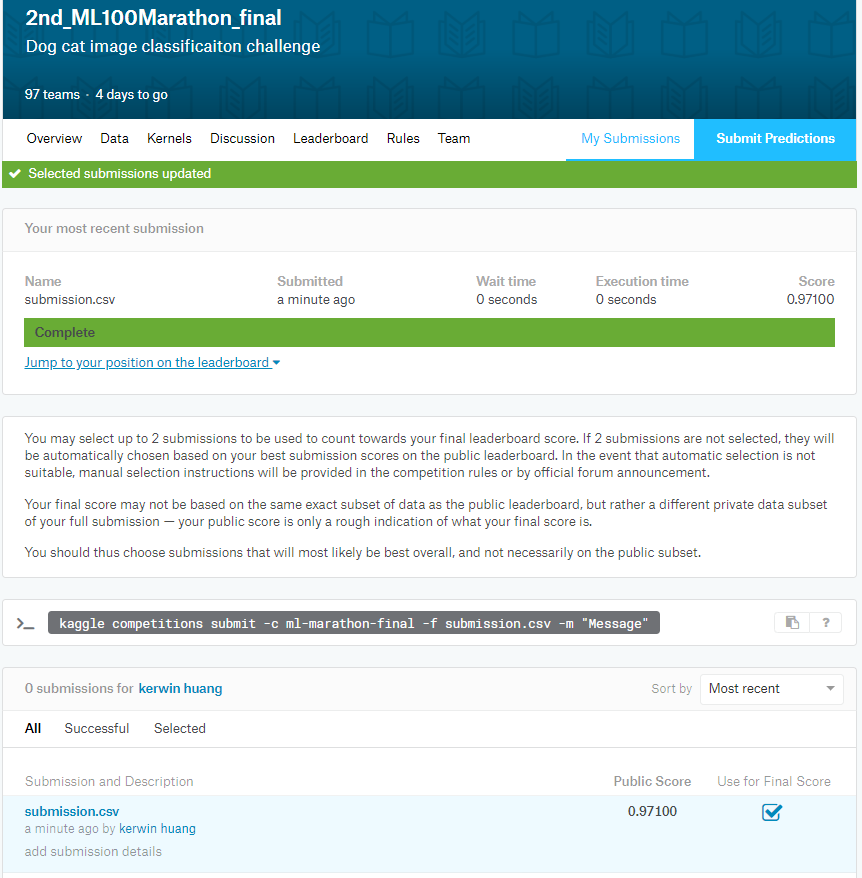 2nd_ML100Marathon_final
Dog cat image classificaiton challenge
97 teams · 4 days to go
Overview Data Kernels Discussion Leaderboard Rules Team My Submissions Submit Predictions
Selected submissions updated
Your most recent submission
Name Submitted Wait time Execution time Score
submission.csv a minute ago 0 seconds 0 seconds 0.97100
Complete
Jump to your position on the leaderboard
You may select up to 2 submissions to be used to count towards your final leaderboard score. If 2 submissions are not selected, they will
be automatically chosen based on your best submission scores on the public leaderboard. In the event that automatic selection is not
suitable, manual selection instructions will be provided in the competition rules or by official forum announcement.
Your final score may not be based on the same exact subset of data as the public leaderboard, but rather a different private data subset
of your full submission — your public score is only a rough indication of what your final score is.
You should thus choose submissions that will most likely be best overall, and not necessarily on the public subset.
>_ kaggle competitions submit -c ml-marathon-final -f submission.csv -m "Message" ?
0 submissions for kerwin huang Sort by Most recent
All Successful Selected
Submission and Description Public Score Use for Final Score
submission.csv 0.97100
a minute ago by kerwin huang
add submission details